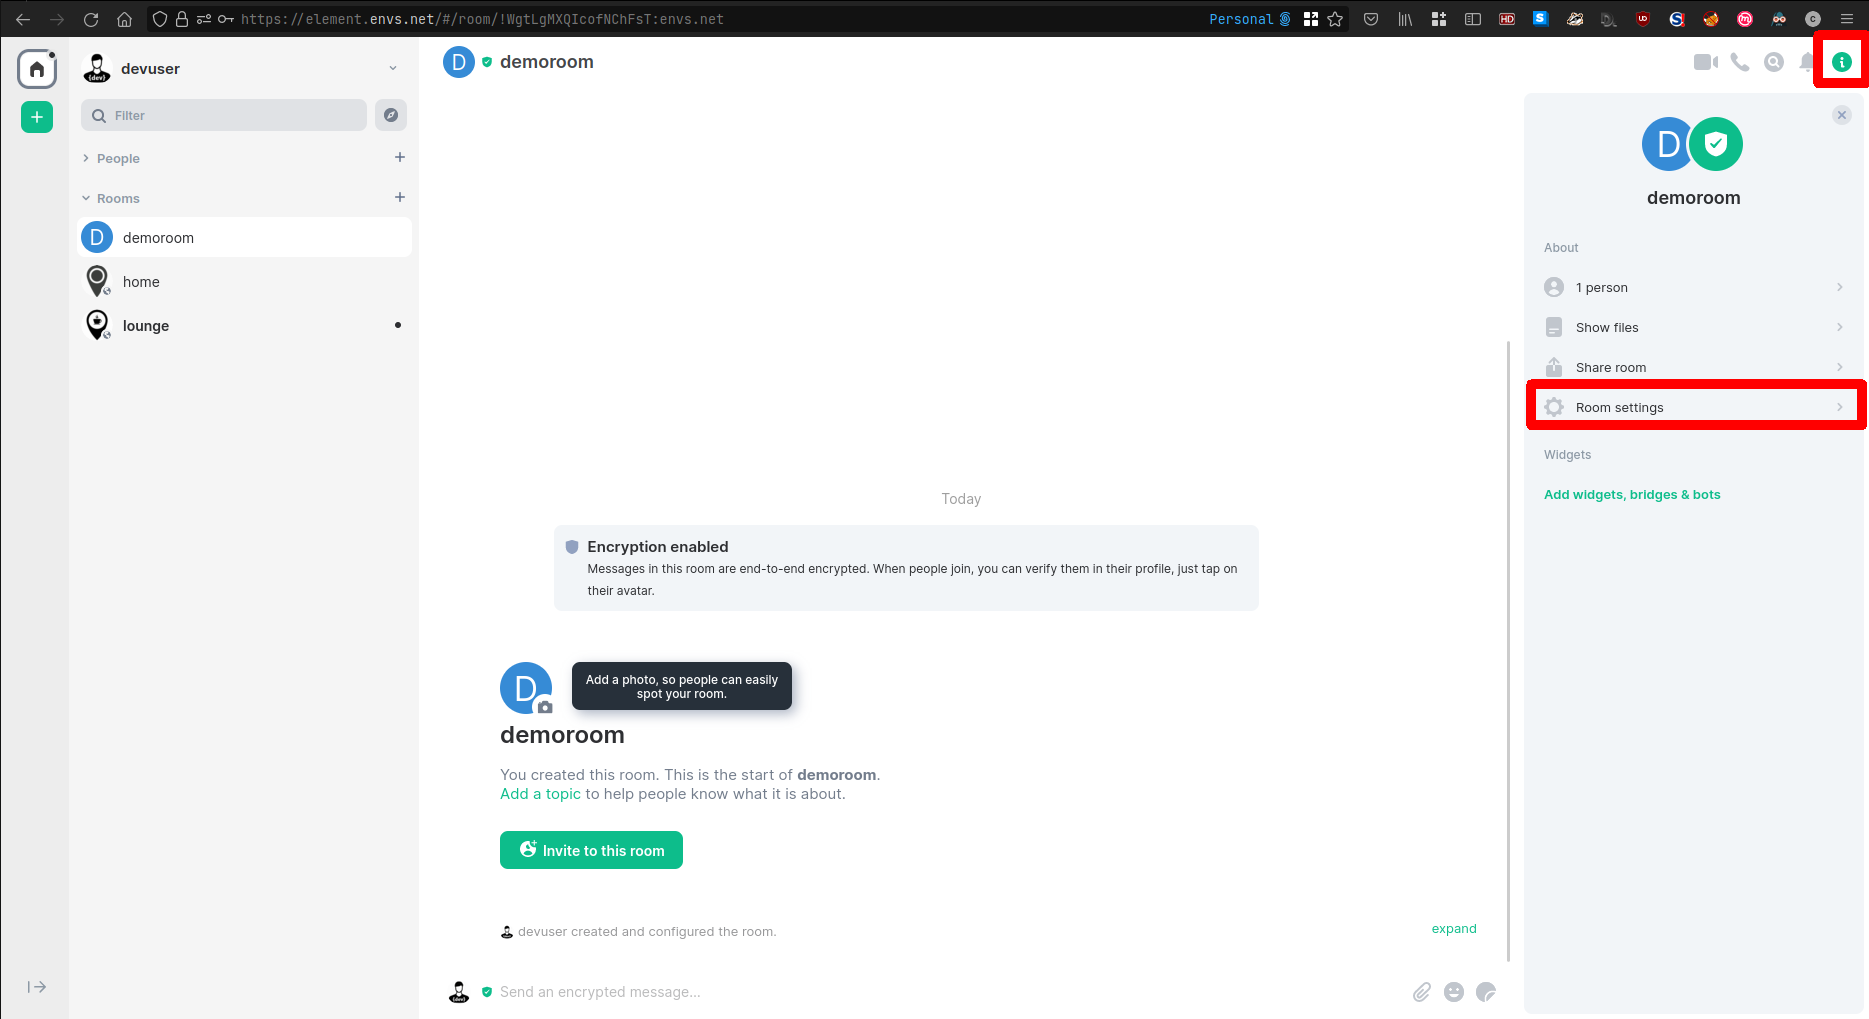 https://element.envs.net/#/room/!WgtLgMXQIcofNChFsT:envs.net
Personal
HD
S
UD
S
m
C
devuser
Filter
People
Rooms
D demoroom
home
lounge
D demoroom
Today
Encryption enabled
Messages in this room are end-to-end encrypted. When people join, you can verify them in their profile, just tap on
their avatar.
D
Add a photo, so people can easily
spot your room.
demoroom
You created this room. This is the start of demoroom.
Add a topic to help people know what it is about.
Invite to this room
devuser created and configured the room.
expand
Send an encrypted message...
D
demoroom
About
1 person
Show files
Share room
Room settings
Widgets
Add widgets, bridges & bots